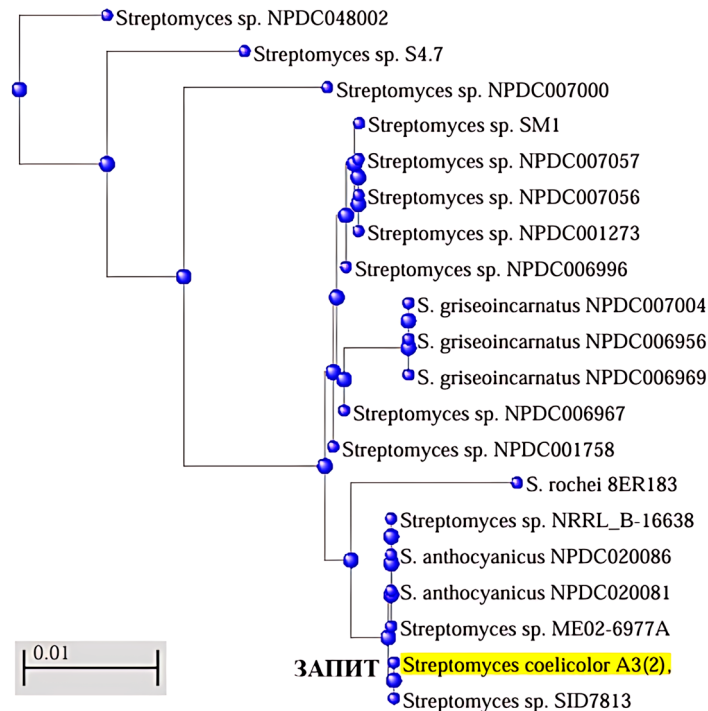 Streptomyces sp. NPDC048002
Streptomyces sp. S4.7
Streptomyces sp. NPDC007000
Streptomyces sp. SM1
Streptomyces sp. NPDC007057
Streptomyces sp. NPDC007056
Streptomyces sp. NPDC001273
Streptomyces sp. NPDC006996
S. griseoincarnatus NPDC007004
S. griseoincarnatus NPDC006956
S. griseoincarnatus NPDC006969
Streptomyces sp. NPDC006967
Streptomyces sp. NPDC001758
S. rochei 8ER183
Streptomyces sp. NRRL_B-16638
S. anthocyanicus NPDC020086
S. anthocyanicus NPDC020081
Streptomyces sp. ME02-6977A
ЗАПИТ Streptomyces coelicolor A3(2),
Streptomyces sp. SID7813
0.01